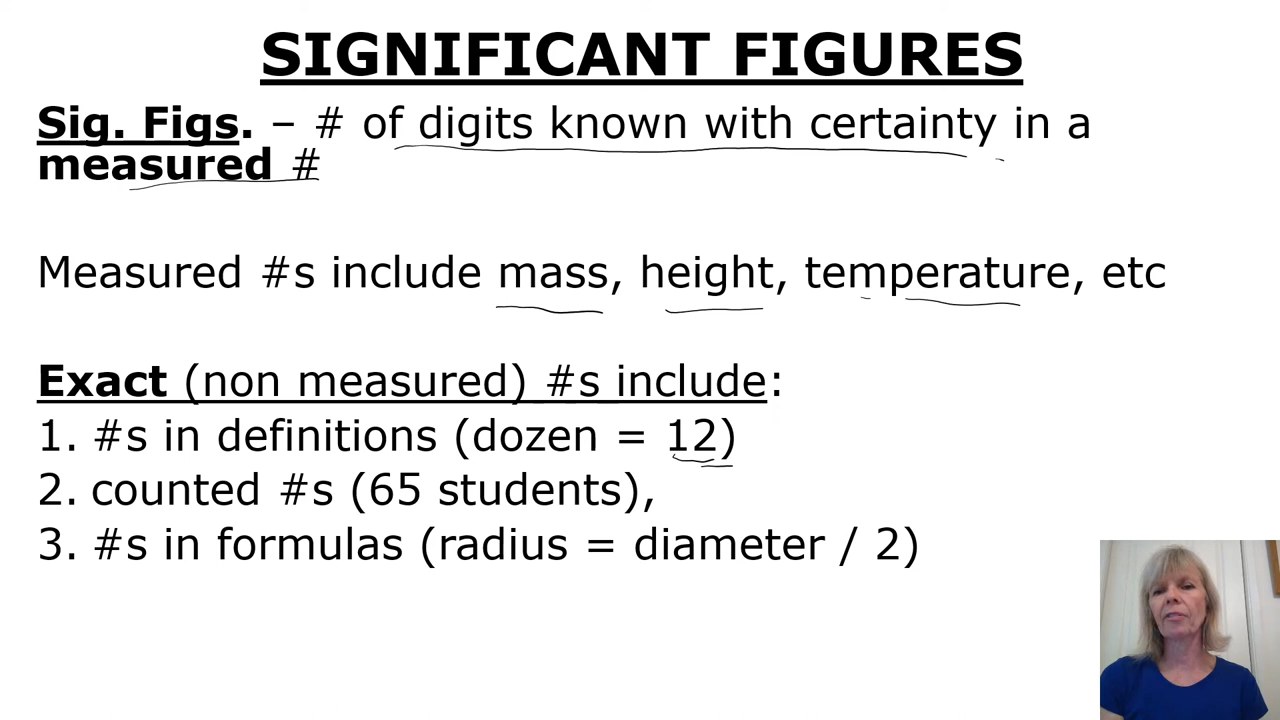 SIGNIFICANT FIGURES
Sig. Figs. – # of digits known with certainty in a
measured #
Measured #s include mass, height, temperature, etc
Exact (non measured) #s include:
1. #s in definitions (dozen = 12)
2. counted #s (65 students),
3. #s in formulas (radius = diameter / 2)